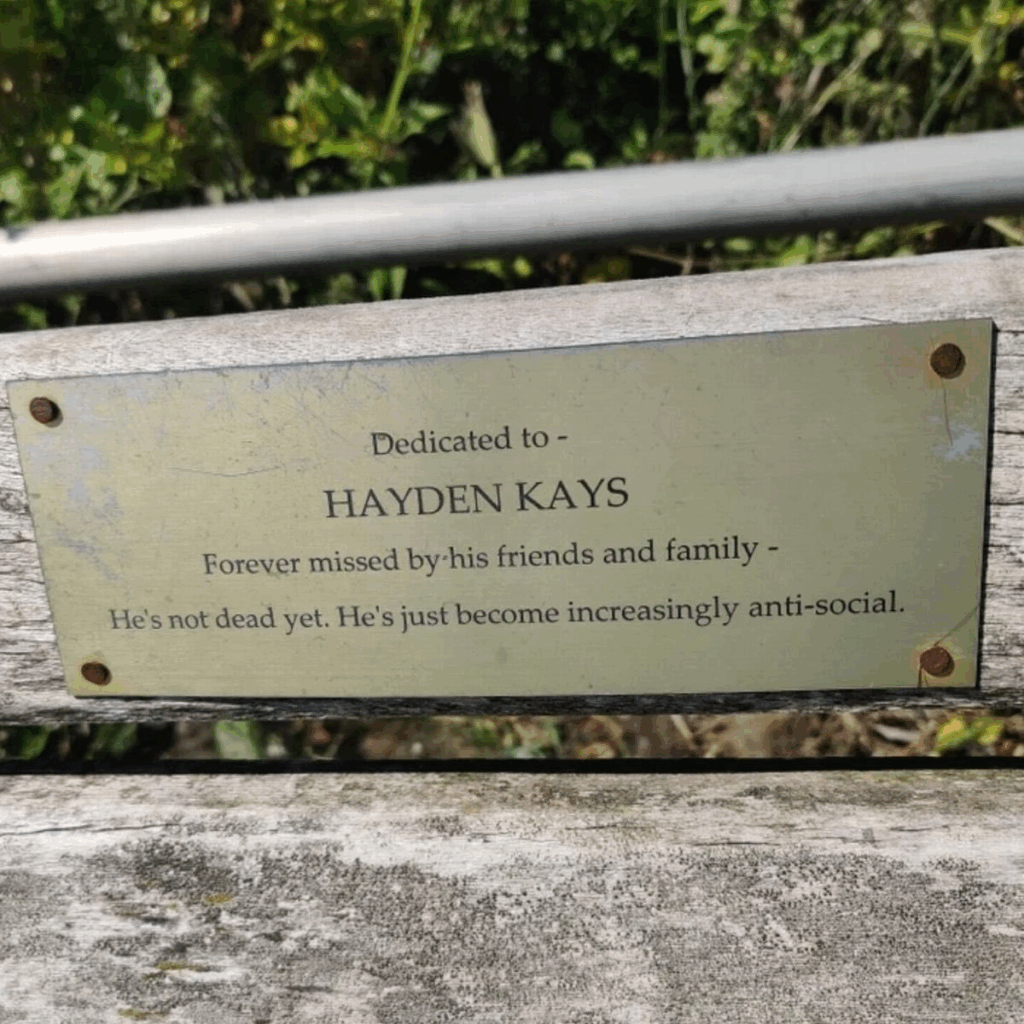 Dedicated to -
HAYDEN KAYS
Forever missed by his friends and family -
He's not dead yet. He's just become increasingly anti-social.